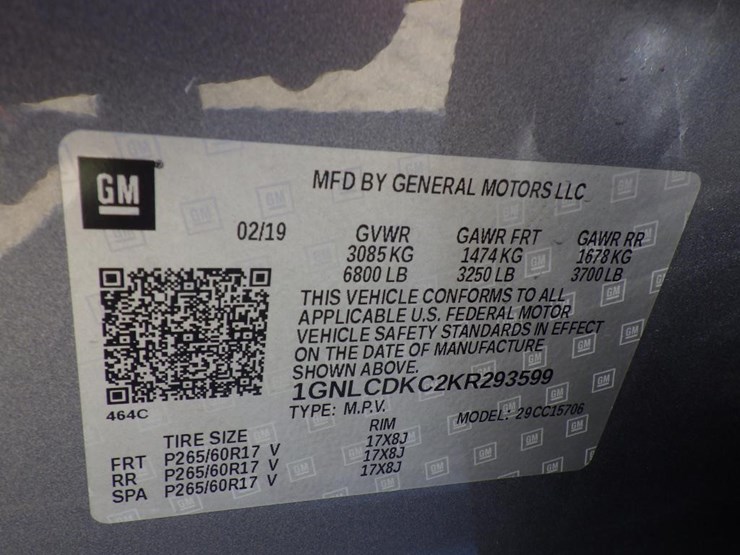 GM
MFD BY GENERAL MOTORS LLC
02/19 GVWR GAWR FRT GAWR RR
3085 KG 1474 KG 1678 KG
6800 LB 3250 LB 3700 LB
THIS VEHICLE CONFORMS TO ALL
APPLICABLE U.S. FEDERAL MOTOR
VEHICLE SAFETY STANDARDS IN EFFECT
ON THE DATE OF MANUFACTURE
SHOWN ABOVE.
1GNLCDKC2KR293599
464C
TYPE: M.P.V. MODEL: 29CC15706
TIRE SIZE RIM
FRT P265/60R17 V 17X8J
RR P265/60R17 V 17X8J
SPA P265/60R17 V 17X8J